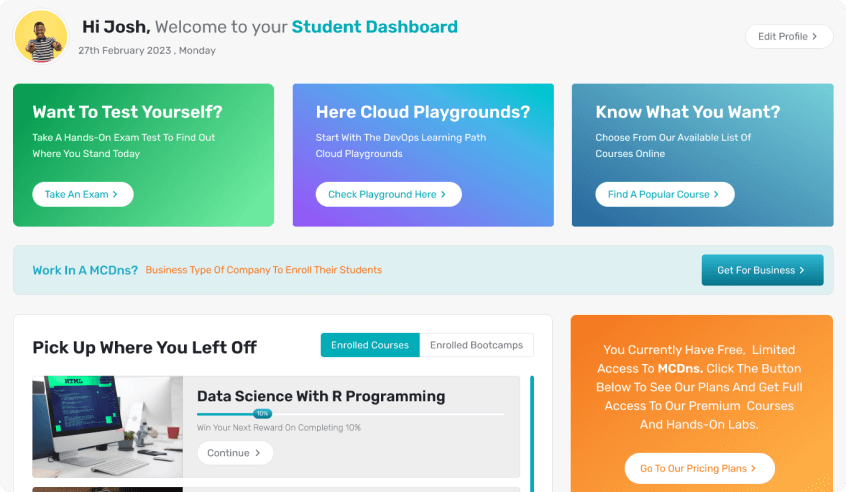 Hi Josh, Welcome to your Student Dashboard
27th February 2023 , Monday
Edit Profile >
Want To Test Yourself?
Take A Hands-On Exam Test To Find Out
Where You Stand Today
Take An Exam >
Here Cloud Playgrounds?
Start With The DevOps Learning Path
Cloud Playgrounds
Check Playground Here >
Know What You Want?
Choose From Our Available List Of
Courses Online
Find A Popular Course >
Work In A MCDns? Business Type Of Company To Enroll Their Students
Get For Business >
Pick Up Where You Left Off
Enrolled Courses
Enrolled Bootcamps
HTML
Data Science With R Programming
10%
Win Your Next Reward On Completing 10%
Continue >
You Currently Have Free, Limited
Access To MCDns. Click The Button
Below To See Our Plans And Get Full
Access To Our Premium Courses
And Hands-On Labs.
Go To Our Pricing Plans >